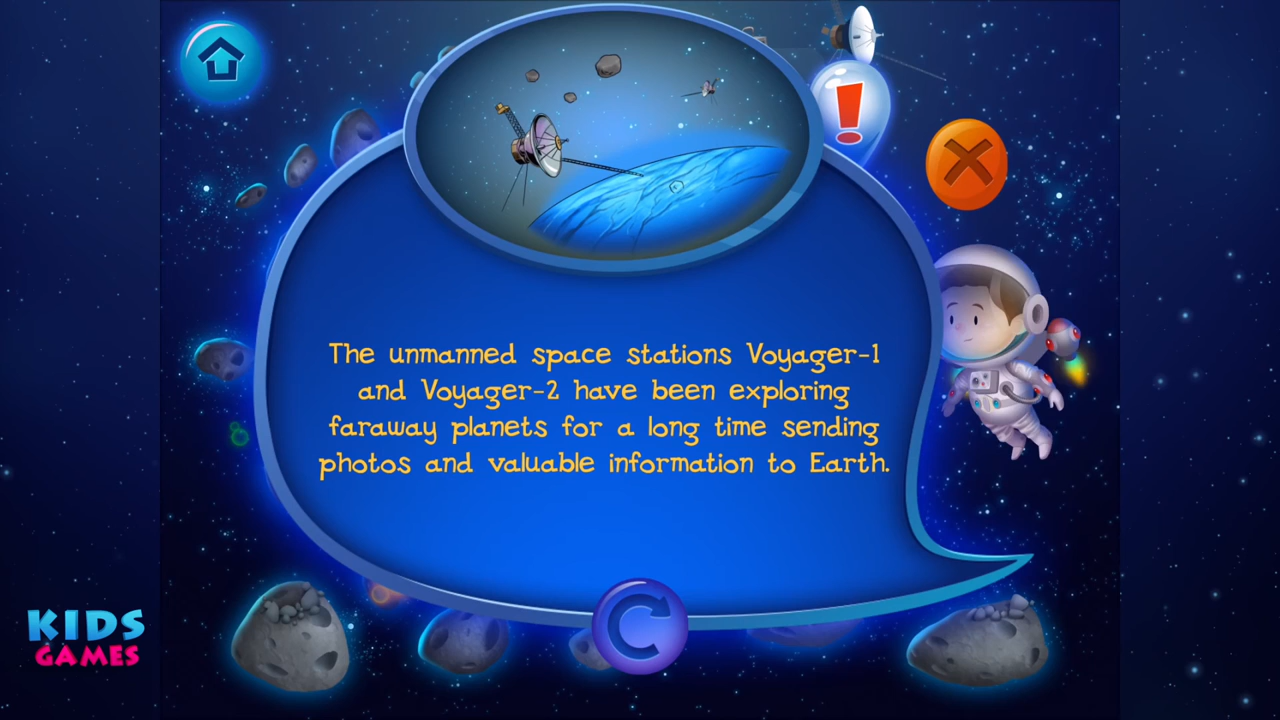 The unmanned space stations Voyager-1
and Voyager-2 have been exploring
faraway planets for a long time sending
photos and valuable information to Earth.
KIDS
GAMES